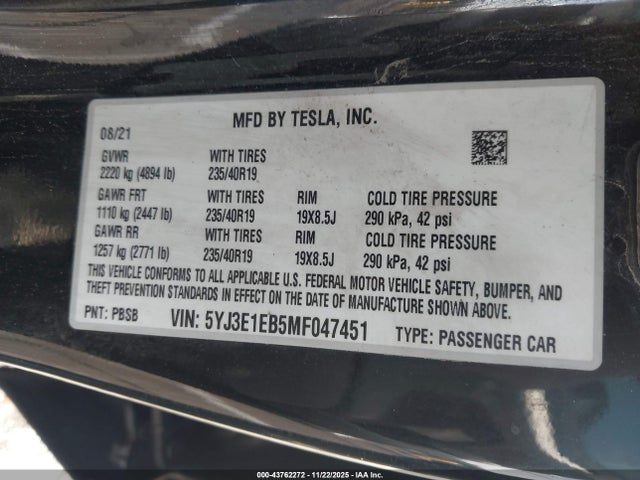 MFD BY TESLA, INC.
08/21
GVWR WITH TIRES
2220 kg (4894 lb) 235/40R19
GAWR FRT WITH TIRES RIM COLD TIRE PRESSURE
1110 kg (2447 lb) 235/40R19 19X8.5J 290 kPa, 42 psi
GAWR RR WITH TIRES RIM COLD TIRE PRESSURE
1257 kg (2771 lb) 235/40R19 19X8.5J 290 kPa, 42 psi
THIS VEHICLE CONFORMS TO ALL APPLICABLE U.S. FEDERAL MOTOR VEHICLE SAFETY, BUMPER, AND
THEFT PREVENTION STANDARDS IN EFFECT ON THE DATE OF MANUFACTURE SHOWN ABOVE.
PNT: PBSB VIN: 5YJ3E1EB5MF047451 TYPE: PASSENGER CAR
000-43762272 - 11/22/2025 - IAA Inc.